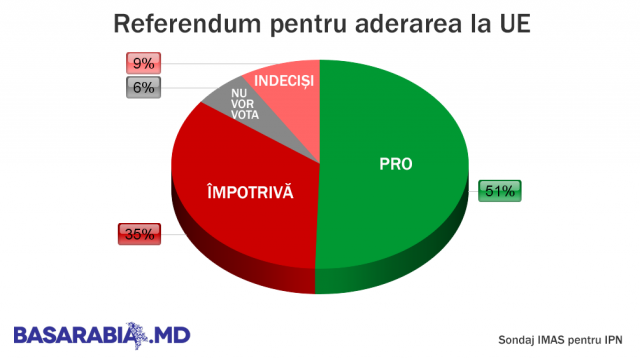 Referendum pentru aderarea la UE
9%
INDECIȘI
6%
NU
VOR
VOTA
PRO
ÎMPOTRIVĂ
51%
35%
BASARABIA.MD
Sondaj IMAS pentru IPN